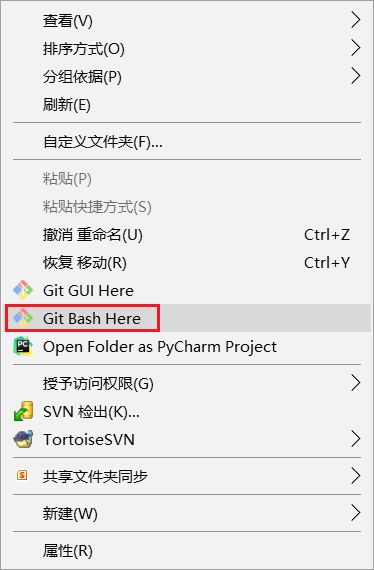 查看(V)
排序方式(O)
分组依据(P)
刷新(E)
自定义文件夹(F)...
粘贴(P)
粘贴快捷方式(S)
撤消 重命名(U) Ctrl+Z
恢复 移动(R) Ctrl+Y
Git GUI Here
Git Bash Here
Open Folder as PyCharm Project
授予访问权限(G)
SVN 检出(K)...
TortoiseSVN
共享文件夹同步
新建(W)
属性(R)